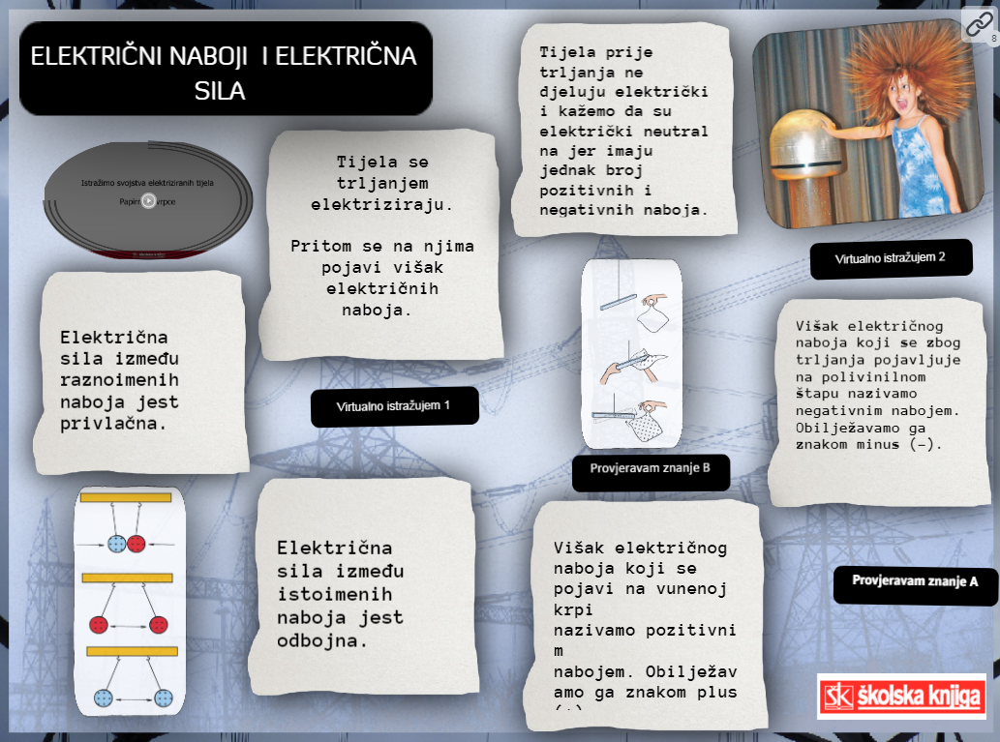 ELEKTRIČNI NABOJI  I ELEKTRIČNA
SILA
Istražimo svojstva elektriziranih tijela
vrpce
Tijela se
trljanjem
elektriziraju.
Pritom se na njima
pojavi višak
električnih
naboja.
Tijela prije
trljanja ne
djeluju električki
i kažemo da su
električki neutral
na jer imaju
jednak broj
pozitivnih i
negativnih naboja.
8
Virtualno istražujem 2
Električna
sila između
raznoimenih
naboja jest
privlačna.
Virtualno istražujem 1
Višak električnog
naboja koji se zbog
trljanja pojavljuje
na polivinilnom
štapu nazivamo
negativnim nabojem.
Obilježavamo ga
znakom minus (-).
Provjeravam znanje B
Električna
sila između
istoimenih
naboja jest
odbojna.
Višak električnog
naboja koji se
pojavi na vunenoj
krpi
nazivamo pozitivni
m
nabojem. Obilježav
amo ga znakom plus
Provjeravam znanje A
šk školska knjiga